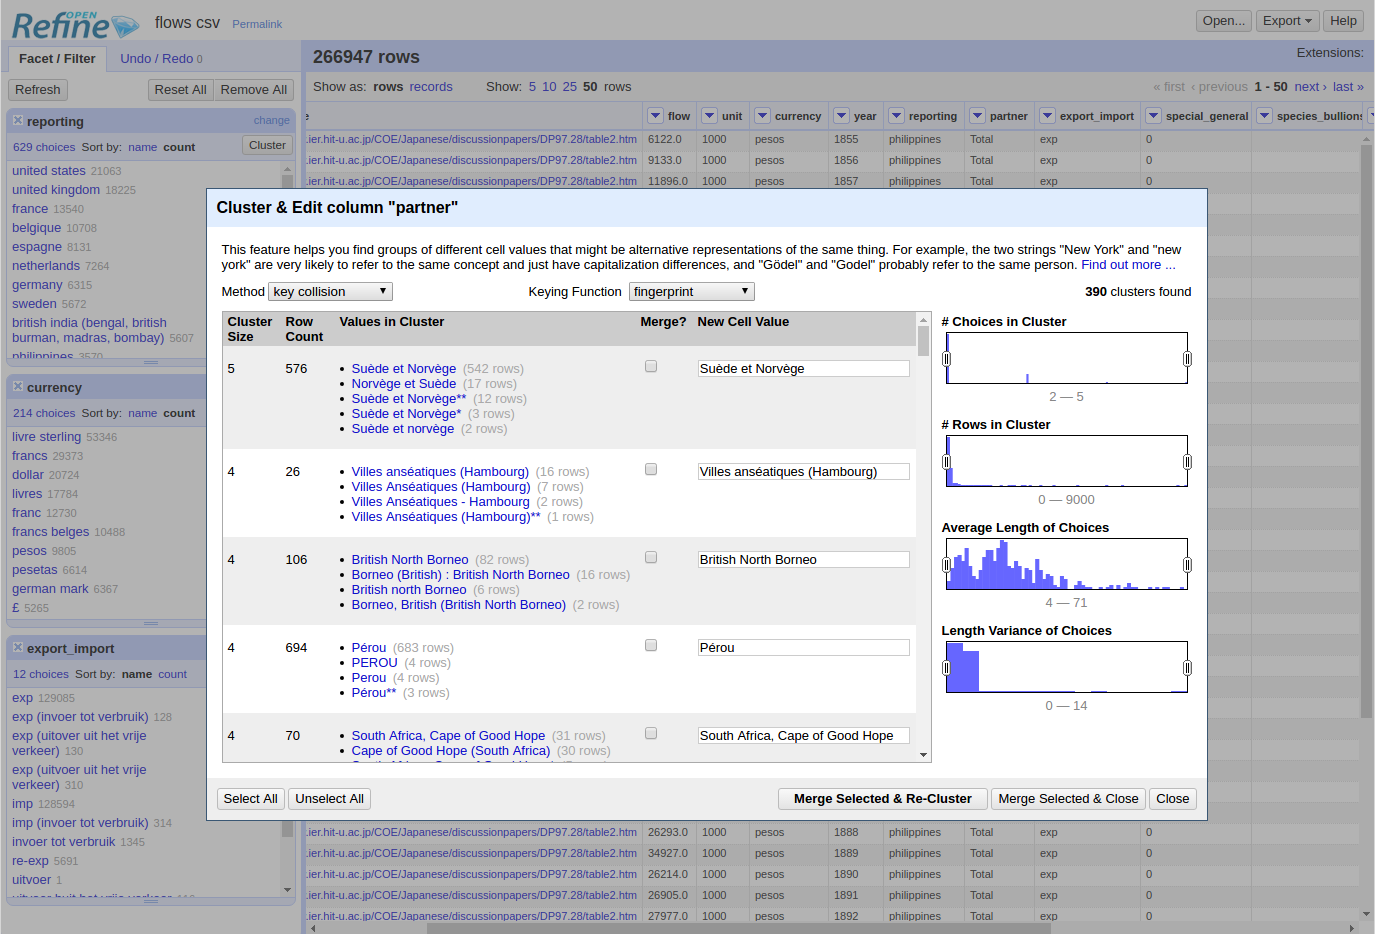 OPEN
Refine
flows csv Permalink
Open... Export Help
Facet / Filter Undo / Redo 0
Refresh Reset All Remove All
reporting change
629 choices Sort by: name count Cluster
united states 21063
united kingdom 18225
france 13540
belgique 10708
espagne 8131
netherlands 7264
germany 6315
sweden 5672
british india (bengal, british
burman, madras, bombay) 5607
philippines 3570
currency
214 choices Sort by: name count
livre sterling 53346
francs 29373
dollar 20724
livres 17784
franc 12730
francs belges 10488
pesos 9805
pesetas 6614
german mark 6367
£ 5265
export_import
12 choices Sort by: name count
exp 129085
exp (invoer tot verbruik) 128
exp (uitover uit het vrije
verkeer) 130
exp (uitvoer uit het vrije
verkeer) 310
imp 128594
imp (invoer tot verbruik) 314
invoer tot verbruik 1345
re-exp 5691
uitvoer 1
266947 rows
Extensions:
Show as: rows records Show: 5 10 25 50 rows
« first ‹ previous 1 - 50 next › last »
flow unit currency year reporting partner export_import special_general species_bullions
.ier.hit-u.ac.jp/COE/Japanese/discussionpapers/DP97.28/table2.htm 6122.0 1000 pesos 1855 philippines Total exp 0
.ier.hit-u.ac.jp/COE/Japanese/discussionpapers/DP97.28/table2.htm 9133.0 1000 pesos 1856 philippines Total exp 0
.ier.hit-u.ac.jp/COE/Japanese/discussionpapers/DP97.28/table2.htm 11896.0 1000 pesos 1857 philippines Total exp 0
Cluster & Edit column "partner"
This feature helps you find groups of different cell values that might be alternative representations of the same thing. For example, the two strings "New York" and "new
york" are very likely to refer to the same concept and just have capitalization differences, and "Gödel" and "Godel" probably refer to the same person. Find out more ...
Method key collision Keying Function fingerprint 390 clusters found
Cluster Size Row Count Values in Cluster Merge? New Cell Value
5 576 • Suède et Norvège (542 rows) Suède et Norvège
• Norvège et Suède (17 rows)
• Suède et Norvège** (12 rows)
• Suède et Norvège* (3 rows)
• Suède et norvège (2 rows)
4 26 • Villes anséatiques (Hambourg) (16 rows) Villes anséatiques (Hambourg)
• Villes Anséatiques (Hambourg) (7 rows)
• Villes Anséatiques - Hambourg (2 rows)
• Villes Anséatiques (Hambourg)** (1 rows)
4 106 • British North Borneo (82 rows) British North Borneo
• Borneo (British) : British North Borneo (16 rows)
• British north Borneo (6 rows)
• Borneo, British (British North Borneo) (2 rows)
4 694 • Pérou (683 rows) Pérou
• PEROU (4 rows)
• Perou (4 rows)
• Pérou** (3 rows)
4 70 • South Africa, Cape of Good Hope (31 rows) South Africa, Cape of Good Hope
• Cape of Good Hope (South Africa) (30 rows)
# Choices in Cluster
2 — 5
# Rows in Cluster
0 — 9000
Average Length of Choices
4 — 71
Length Variance of Choices
0 — 14
Select All Unselect All Merge Selected & Re-Cluster Merge Selected & Close Close
.ier.hit-u.ac.jp/COE/Japanese/discussionpapers/DP97.28/table2.htm 26293.0 1000 pesos 1888 philippines Total exp 0
.ier.hit-u.ac.jp/COE/Japanese/discussionpapers/DP97.28/table2.htm 34927.0 1000 pesos 1889 philippines Total exp 0
.ier.hit-u.ac.jp/COE/Japanese/discussionpapers/DP97.28/table2.htm 26214.0 1000 pesos 1890 philippines Total exp 0
.ier.hit-u.ac.jp/COE/Japanese/discussionpapers/DP97.28/table2.htm 26905.0 1000 pesos 1891 philippines Total exp 0
.ier.hit-u.ac.jp/COE/Japanese/discussionpapers/DP97.28/table2.htm 27977.0 1000 pesos 1892 philippines Total exp 0